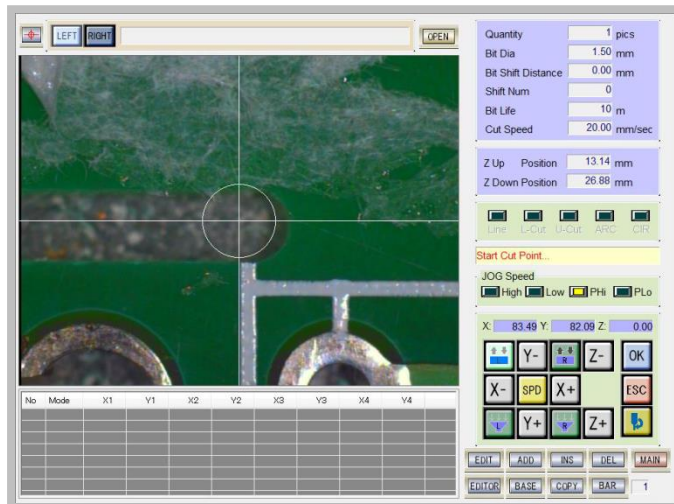 LEFT RIGHT OPEN
Quantity 1 pics
Bit Dia 1.50 mm
Bit Shift Distance 0.00 mm
Shift Num 0
Bit Life 10 m
Cut Speed 20.00 mm/sec
Z Up Position 13.14 mm
Z Down Position 26.88 mm
Line L-Cut U-Cut ARC CIR
Start Cut Point...
JOG Speed
High Low PHi PLo
X: 83.49 Y: 82.09 Z: 0.00
L Y- R Z- OK
X- SPD X+ ESC
L Y+ R Z+
No Mode X1 Y1 X2 Y2 X3 Y3 X4 Y4
EDIT ADD INS DEL MAIN
EDITOR BASE COPY BAR 1